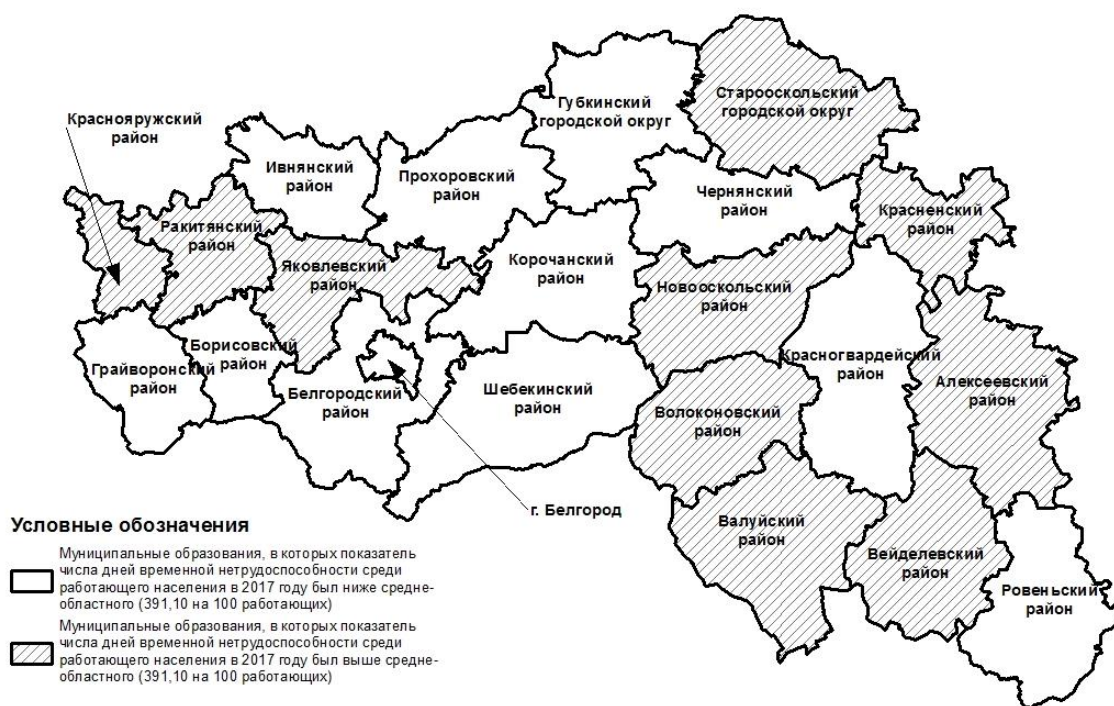 Губкинский
городской округ
Старооскольский
городской округ
Краснояружский
район
Ивнянский
район
Прохоровский
район
Чернянский
район
Красненский
район
Ракитянский
район
Яковлевский
район
Корочанский
район
Новооскольский
район
Грайворонский
район
Борисовский
район
Белгородский
район
Шебекинский
район
Красногвардейский
район
Алексеевский
район
Волоконовский
район
г. Белгород
Валуйский
район
Вейделевский
район
Ровеньский
район
Условные обозначения
Муниципальные образования, в которых показатель
числа дней временной нетрудоспособности среди
работающего населения в 2017 году был ниже средне-
областного (391,10 на 100 работающих)
Муниципальные образования, в которых показатель
числа дней временной нетрудоспособности среди
работающего населения в 2017 году был выше средне-
областного (391,10 на 100 работающих)